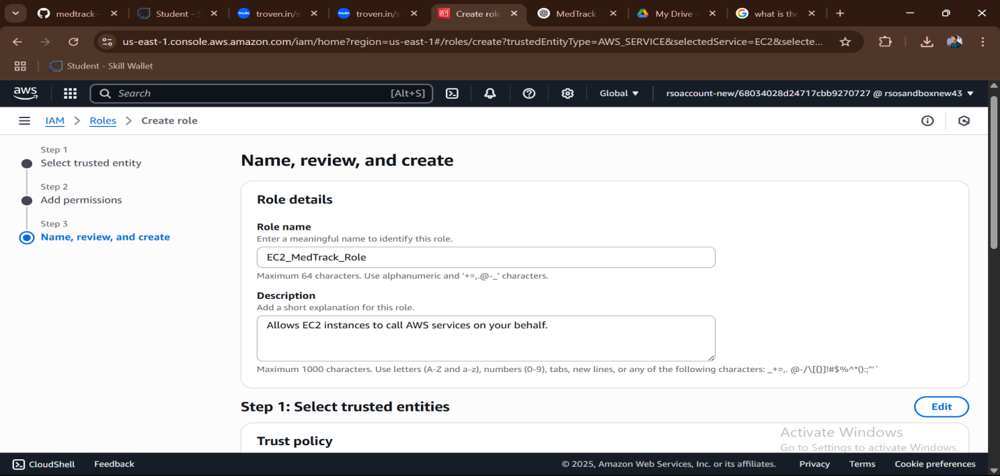 medtrack-
Student - S
troven.in/s
troven.in/s
Create role
MedTrack
My Drive -
what is the
us-east-1.console.aws.amazon.com/iam/home?region=us-east-1#/roles/create?trustedEntityType=AWS_SERVICE&selectedService=EC2&selecte...
Student - Skill Wallet
aws
Search
[Alt+S]
Global
rsoaccount-new/68034028d24717cbb9270727 @ rsosandboxnew43
IAM > Roles > Create role
Step 1
Select trusted entity
Step 2
Add permissions
Step 3
Name, review, and create
Name, review, and create
Role details
Role name
Enter a meaningful name to identify this role.
EC2_MedTrack_Role
Maximum 64 characters. Use alphanumeric and '+=,.@-_' characters.
Description
Add a short explanation for this role.
Allows EC2 instances to call AWS services on your behalf.
Maximum 1000 characters. Use letters (A-Z and a-z), numbers (0-9), tabs, new lines, or any of the following characters: _+=,. @-/\[{}]!#$%^*();:"'`
Step 1: Select trusted entities
Edit
Trust policy
Activate Windows
Go to Settings to activate Windows.
CloudShell
Feedback
© 2025, Amazon Web Services, Inc. or its affiliates.
Privacy
Terms
Cookie preferences